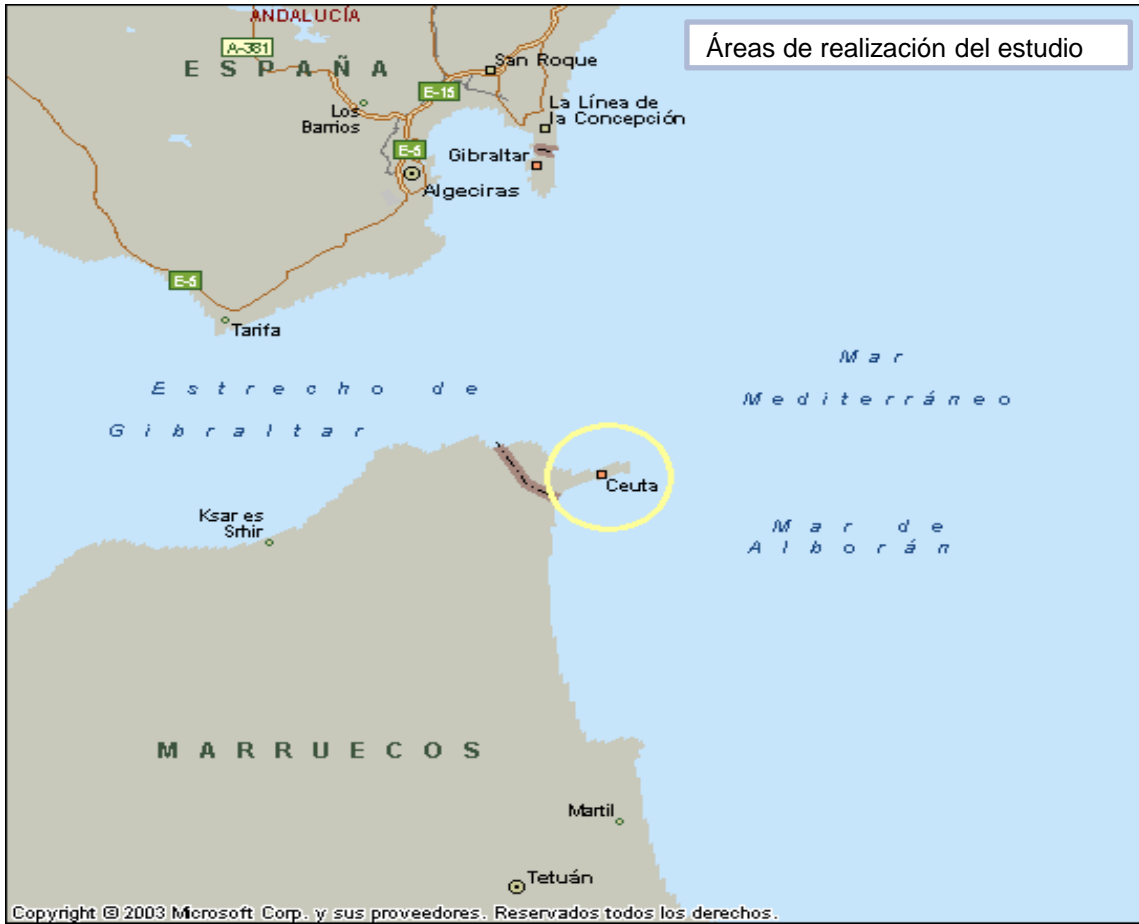 ANDALUCÍA
Áreas de realización del estudio
A-381
ESPAÑA
San Roque
E-15
Los
Barrios
La Línea de
la Concepción
E-5
Gibraltar
Algeciras
E-5
Tarifa
Estrecho de
Gibraltar
Mar
Mediterráneo
Ceuta
Ksar es
Srhir
Mar de
Alborán
MARRUECOS
Martil
Tetuán
Copyright © 2003 Microsoft Corp. y sus proveedores. Reservados todos los derechos.